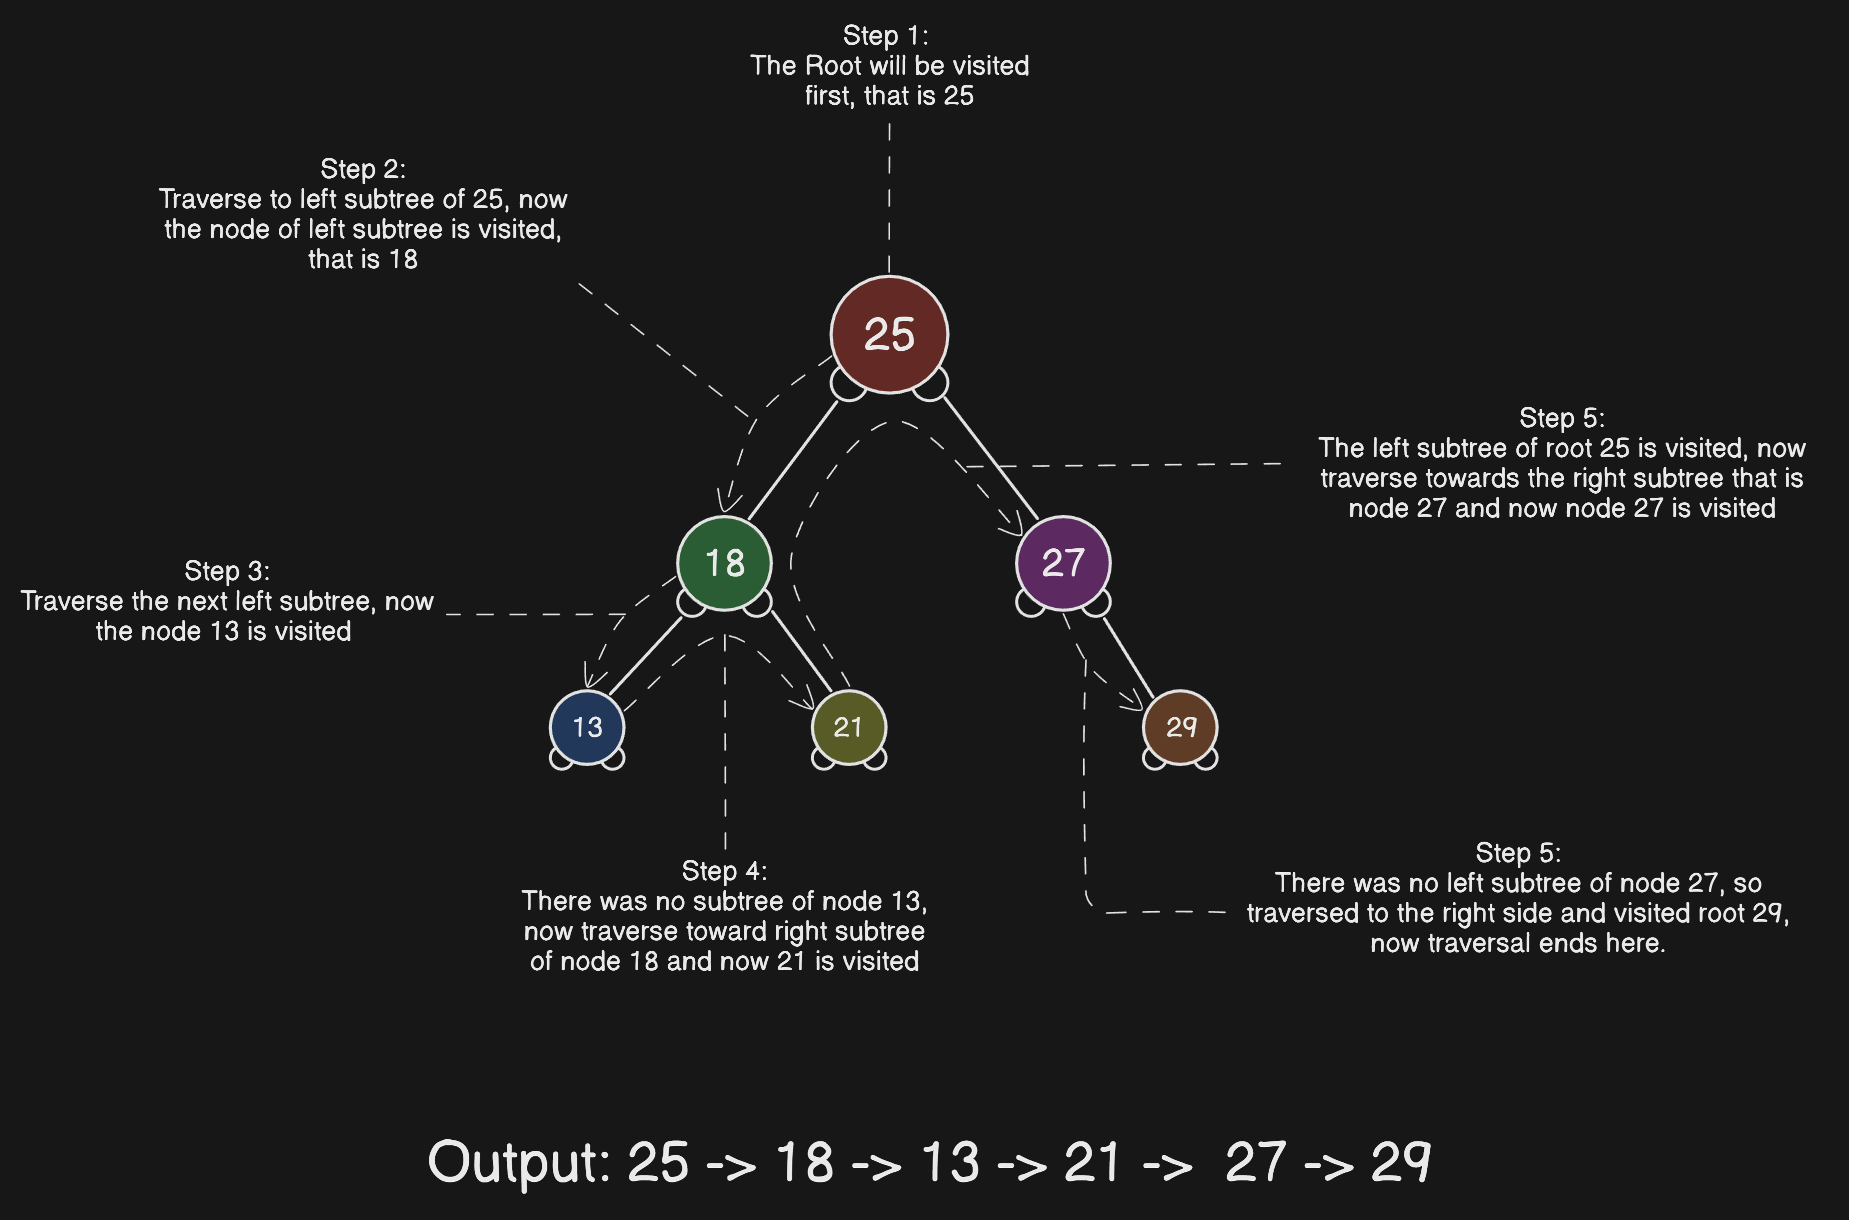 Step 1:
The Root will be visited
first, that is 25
Step 2:
Traverse to left subtree of 25, now
the node of left subtree is visited,
that is 18
25
Step 5:
The left subtree of root 25 is visited, now
traverse towards the right subtree that is
node 27 and now node 27 is visited
18
27
Step 3:
Traverse the next left subtree, now
the node 13 is visited
13
21
29
Step 4:
There was no subtree of node 13,
now traverse toward right subtree
of node 18 and now 21 is visited
Step 5:
There was no left subtree of node 27, so
traversed to the right side and visited root 29,
now traversal ends here.
Output: 25 -> 18 -> 13 -> 21 -> 27 -> 29